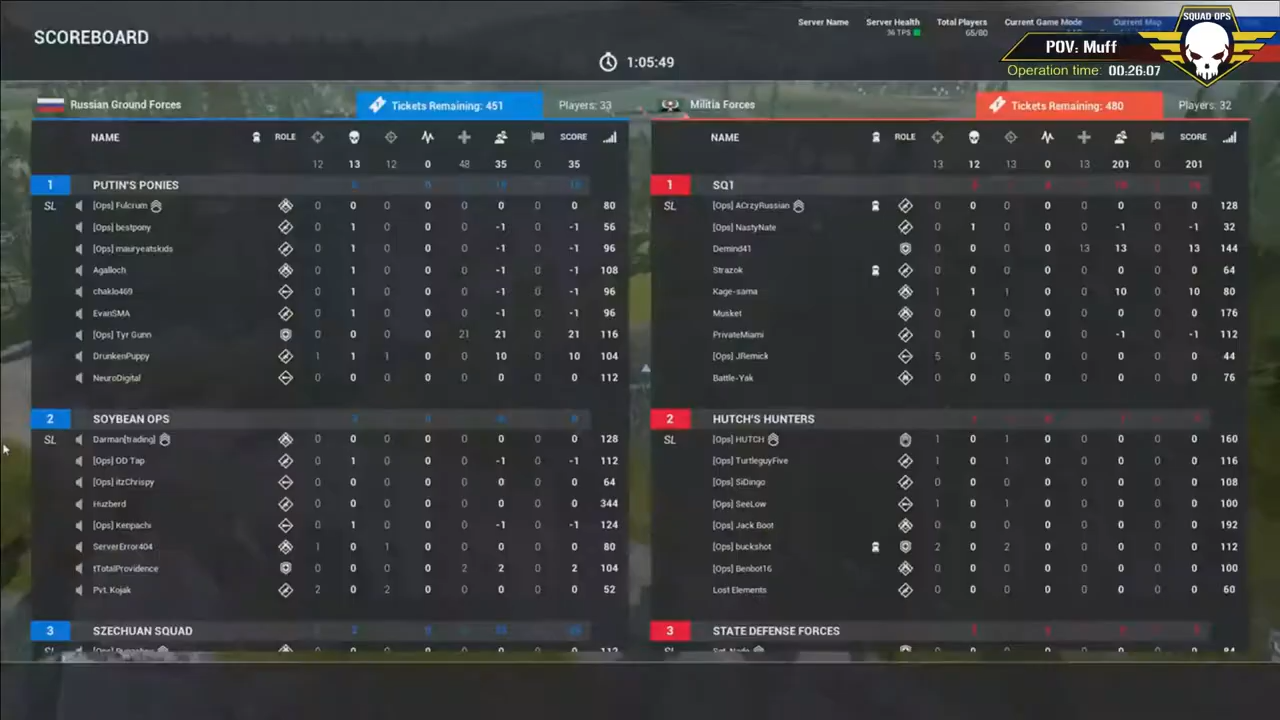 SCOREBOARD
Server Name Server Health Total Players Current Game Mode Current Map
36 TPS 65/80
SQUAD OPS
POV: Muff
Operation time: 00:26:07
1:05:49
Russian Ground Forces Tickets Remaining: 451 Players: 33
NAME ROLE SCORE
12 13 12 0 48 35 0 35
1 PUTIN'S PONIES
SL [Ops] Fulcrum 0 0 0 0 0 0 0 0 80
[Ops] bestpony 0 1 0 0 0 -1 0 -1 56
[Ops] mauryeatskids 0 1 0 0 0 -1 0 -1 96
Agalloch 0 1 0 0 0 -1 0 -1 108
chaklo469 0 1 0 0 0 -1 0 -1 96
EvanSMA 0 1 0 0 0 -1 0 -1 96
[Ops] Tyr Gunn 0 0 0 0 21 21 0 21 116
DrunkenPuppy 1 1 1 0 0 10 0 10 104
NeuroDigital 0 0 0 0 0 0 0 0 112
2 SOYBEAN OPS
SL Darman[trading] 0 0 0 0 0 0 0 0 128
[Ops] OD Tap 0 1 0 0 0 -1 0 -1 112
[Ops] itzChrispy 0 0 0 0 0 0 0 0 64
Huzberd 0 0 0 0 0 0 0 0 344
[Ops] Kenpachi 0 1 0 0 0 -1 0 -1 124
ServerError404 1 0 1 0 0 0 0 0 80
tTotalProvidence 0 0 0 0 2 2 0 2 104
Pvt. Kojak 2 0 2 0 0 0 0 0 52
3 SZECHUAN SQUAD
Militia Forces Tickets Remaining: 480 Players: 32
NAME ROLE SCORE
13 12 13 0 13 201 0 201
1 SQ1
SL [Ops] ACrzyRussian 0 0 0 0 0 0 0 0 128
[Ops] NastyNate 0 1 0 0 0 -1 0 -1 32
Demind41 0 0 0 0 13 13 0 13 144
Strazok 0 0 0 0 0 0 0 0 64
Kage-sama 1 1 1 0 0 10 0 10 80
Musket 0 0 0 0 0 0 0 0 176
PrivateMiami 0 1 0 0 0 -1 0 -1 112
[Ops] JRemick 5 0 5 0 0 0 0 0 44
Battle-Yak 0 0 0 0 0 0 0 0 76
2 HUTCH'S HUNTERS
SL [Ops] HUTCH 1 0 1 0 0 0 0 0 160
[Ops] TurtleguyFive 1 0 1 0 0 0 0 0 116
[Ops] SiDingo 0 0 0 0 0 0 0 0 108
[Ops] SeeLow 1 0 1 0 0 0 0 0 100
[Ops] Jack Boot 0 0 0 0 0 0 0 0 192
[Ops] buckshot 2 0 2 0 0 0 0 0 112
[Ops] Benbot16 0 0 0 0 0 0 0 0 100
Lost Elements 0 0 0 0 0 0 0 0 60
3 STATE DEFENSE FORCES